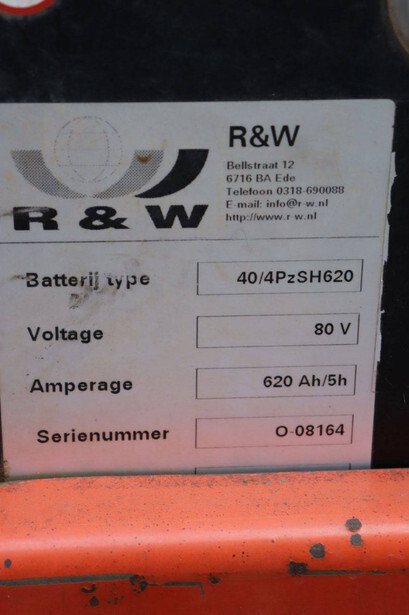 R&W
Bellstraat 12
6716 BA Ede
Telefoon 0318-690088
E-mail: info@r-w.nl
http://www.r-w.nl
R & W
Batterij type 40/4PzSH620
Voltage 80 V
Amperage 620 Ah/5h
Serienummer O-08164